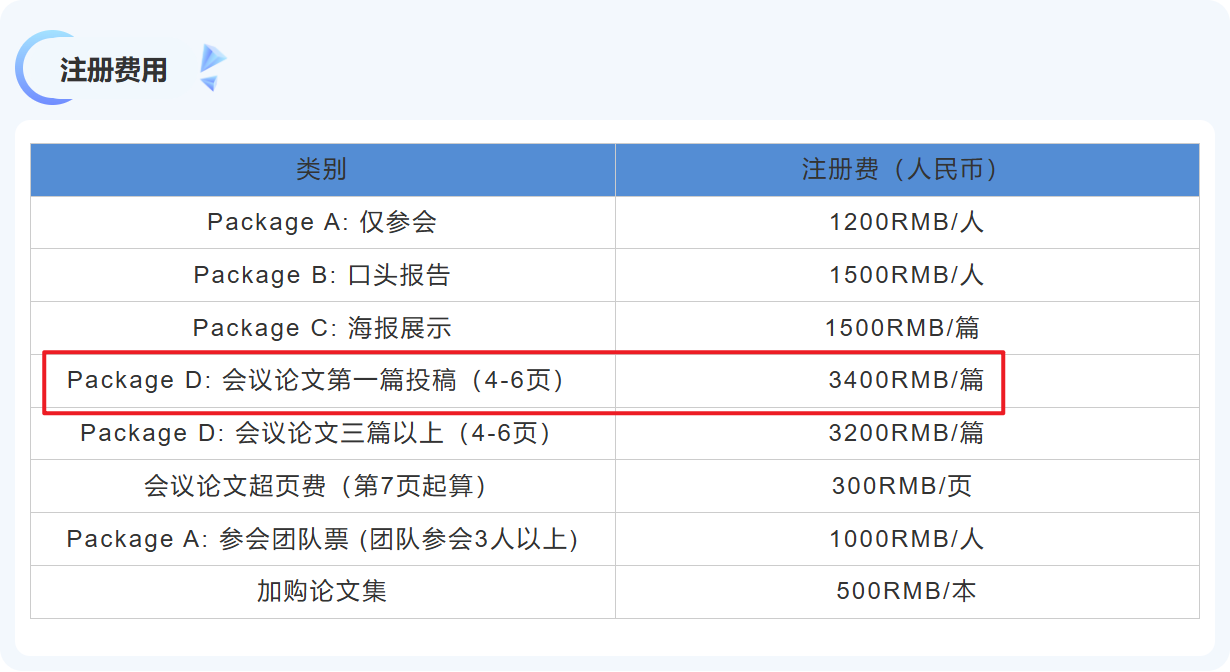 注册费用
类别 注册费（人民币）
Package A: 仅参会 1200RMB/人
Package B: 口头报告 1500RMB/人
Package C: 海报展示 1500RMB/篇
Package D: 会议论文第一篇投稿（4-6页） 3400RMB/篇
Package D: 会议论文三篇以上（4-6页） 3200RMB/篇
会议论文超页费（第7页起算） 300RMB/页
Package A: 参会团队票 (团队参会3人以上) 1000RMB/人
加购论文集 500RMB/本